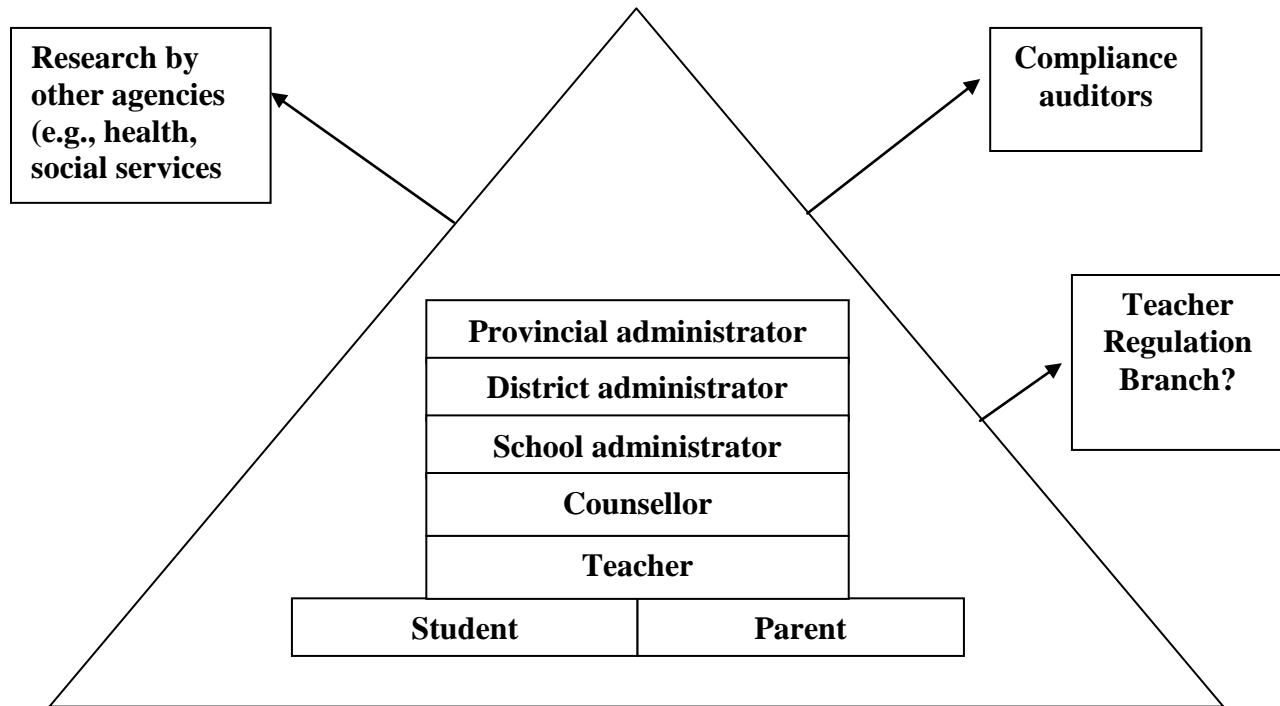 Research by
other agencies
(e.g., health,
social services
Compliance
auditors
Teacher
Regulation
Branch?
Provincial administrator
District administrator
School administrator
Counsellor
Teacher
Student
Parent